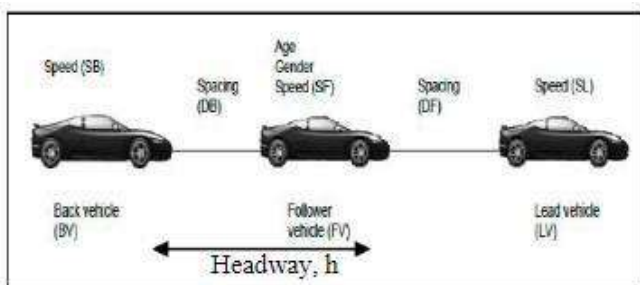 Age
Gender
Speed (SB)
Speed (SF)
Speed (SL)
Spacing
(DB)
Spacing
(DF)
Back vehicle
(BV)
Follower
vehicle (FV)
Lead vehicle
(LV)
Headway, h